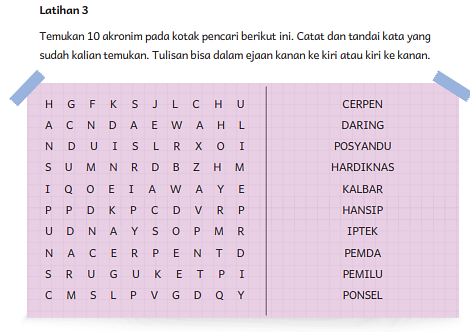 Latihan 3
Temukan 10 akronim pada kotak pencari berikut ini. Catat dan tandai kata yang
sudah kalian temukan. Tulisan bisa dalam ejaan kanan ke kiri atau kiri ke kanan.
H G F K S J L C H U CERPEN
A C N D A E W A H L DARING
N D U I S L R X O I POSYANDU
S U M N R D B Z H M HARDIKNAS
I Q O E I A W A Y E KALBAR
P P D K P C D V R P HANSIP
U D N A Y S O P M R IPTEK
N A C E R P E N T D PEMDA
S R U G U K E T P I PEMILU
C M S L P V G D Q Y PONSEL